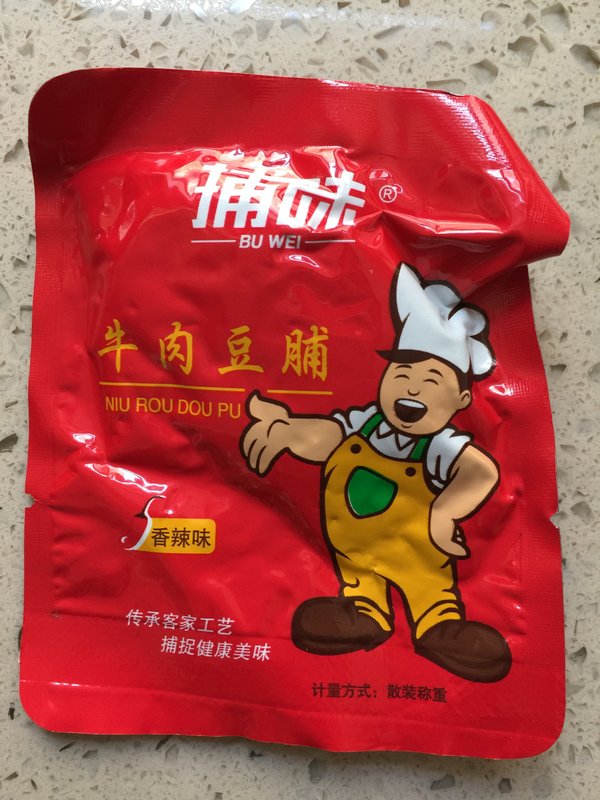 捕味®
BU WEI
牛肉豆脯
NIU ROU DOU PU
香辣味
传承客家工艺
捕捉健康美味
计量方式：散装称重